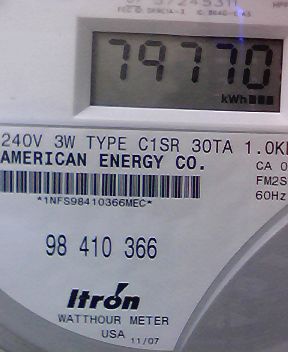 79770
kWh
240V 3W TYPE C1SR 30TA 1.0K
AMERICAN ENERGY CO.
CA 0
FM2S
*1NFS98410366MEC*
60Hz
98 410 366
Itron
WATTHOUR METER
USA 11/07